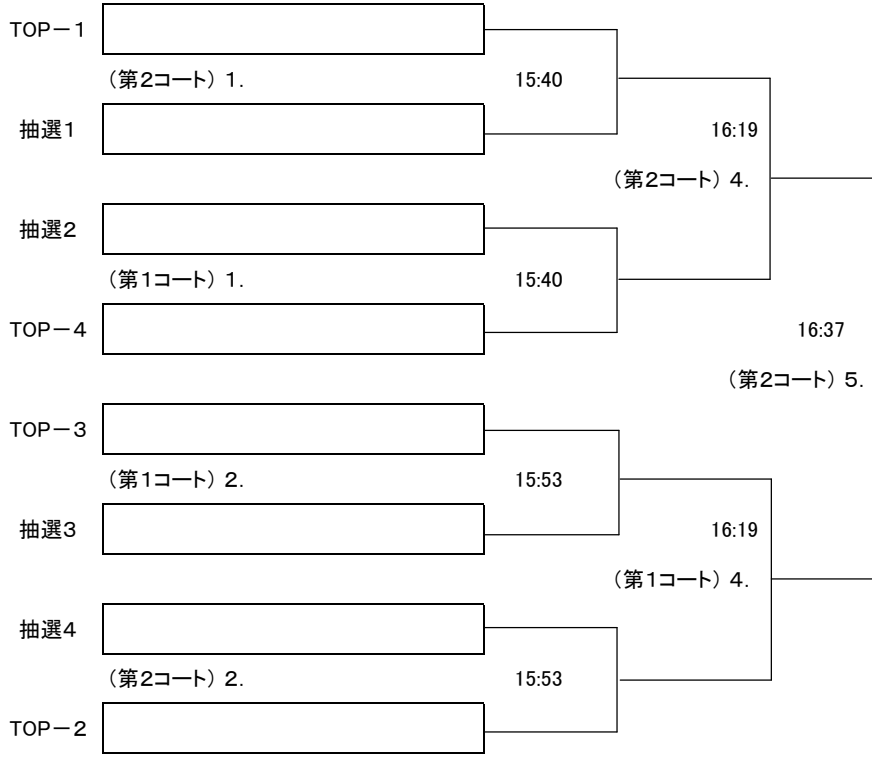 TOP－1
（第2コート） 1． 15:40
抽選1 16:19
（第2コート） 4．
抽選2
（第1コート） 1． 15:40
TOP－4 16:37
（第2コート） 5．
TOP－3
（第1コート） 2． 15:53
抽選3 16:19
（第1コート） 4．
抽選4
（第2コート） 2． 15:53
TOP－2